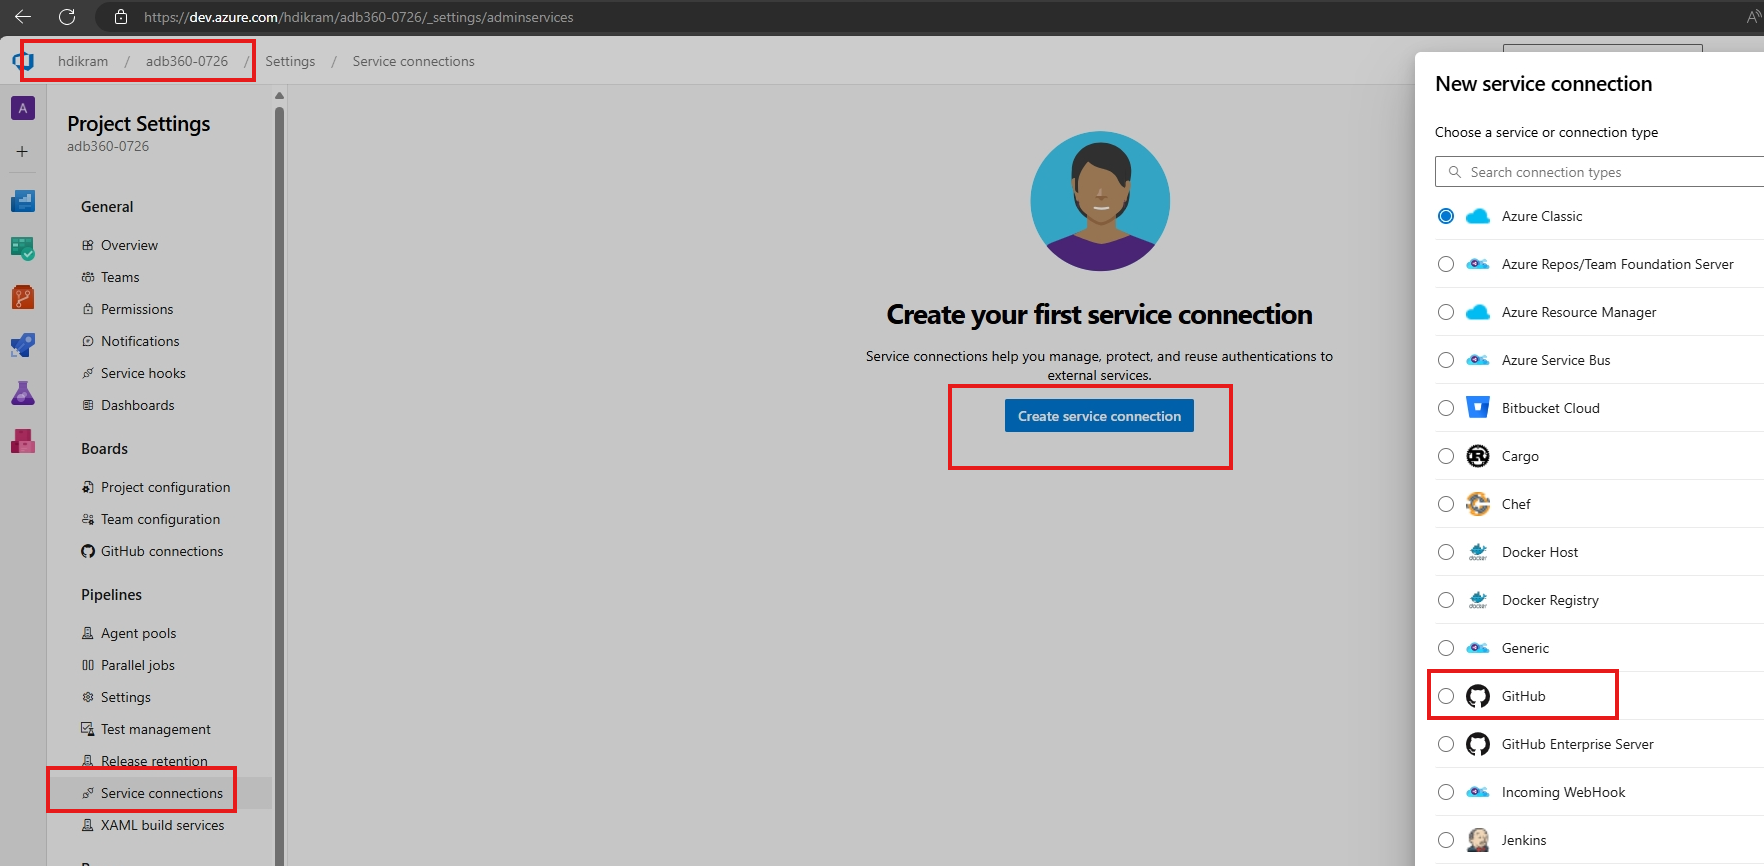 https://dev.azure.com/hdikram/adb360-0726/_settings/adminservices
hdikram / adb360-0726 / Settings / Service connections
A
Project Settings
adb360-0726
General
Overview
Teams
Permissions
Notifications
Service hooks
Dashboards
Boards
Project configuration
Team configuration
GitHub connections
Pipelines
Agent pools
Parallel jobs
Settings
Test management
Release retention
Service connections
XAML build services
Create your first service connection
Service connections help you manage, protect, and reuse authentications to
external services.
Create service connection
New service connection
Choose a service or connection type
Search connection types
Azure Classic
Azure Repos/Team Foundation Server
Azure Resource Manager
Azure Service Bus
Bitbucket Cloud
Cargo
Chef
Docker Host
Docker Registry
Generic
GitHub
GitHub Enterprise Server
Incoming WebHook
Jenkins